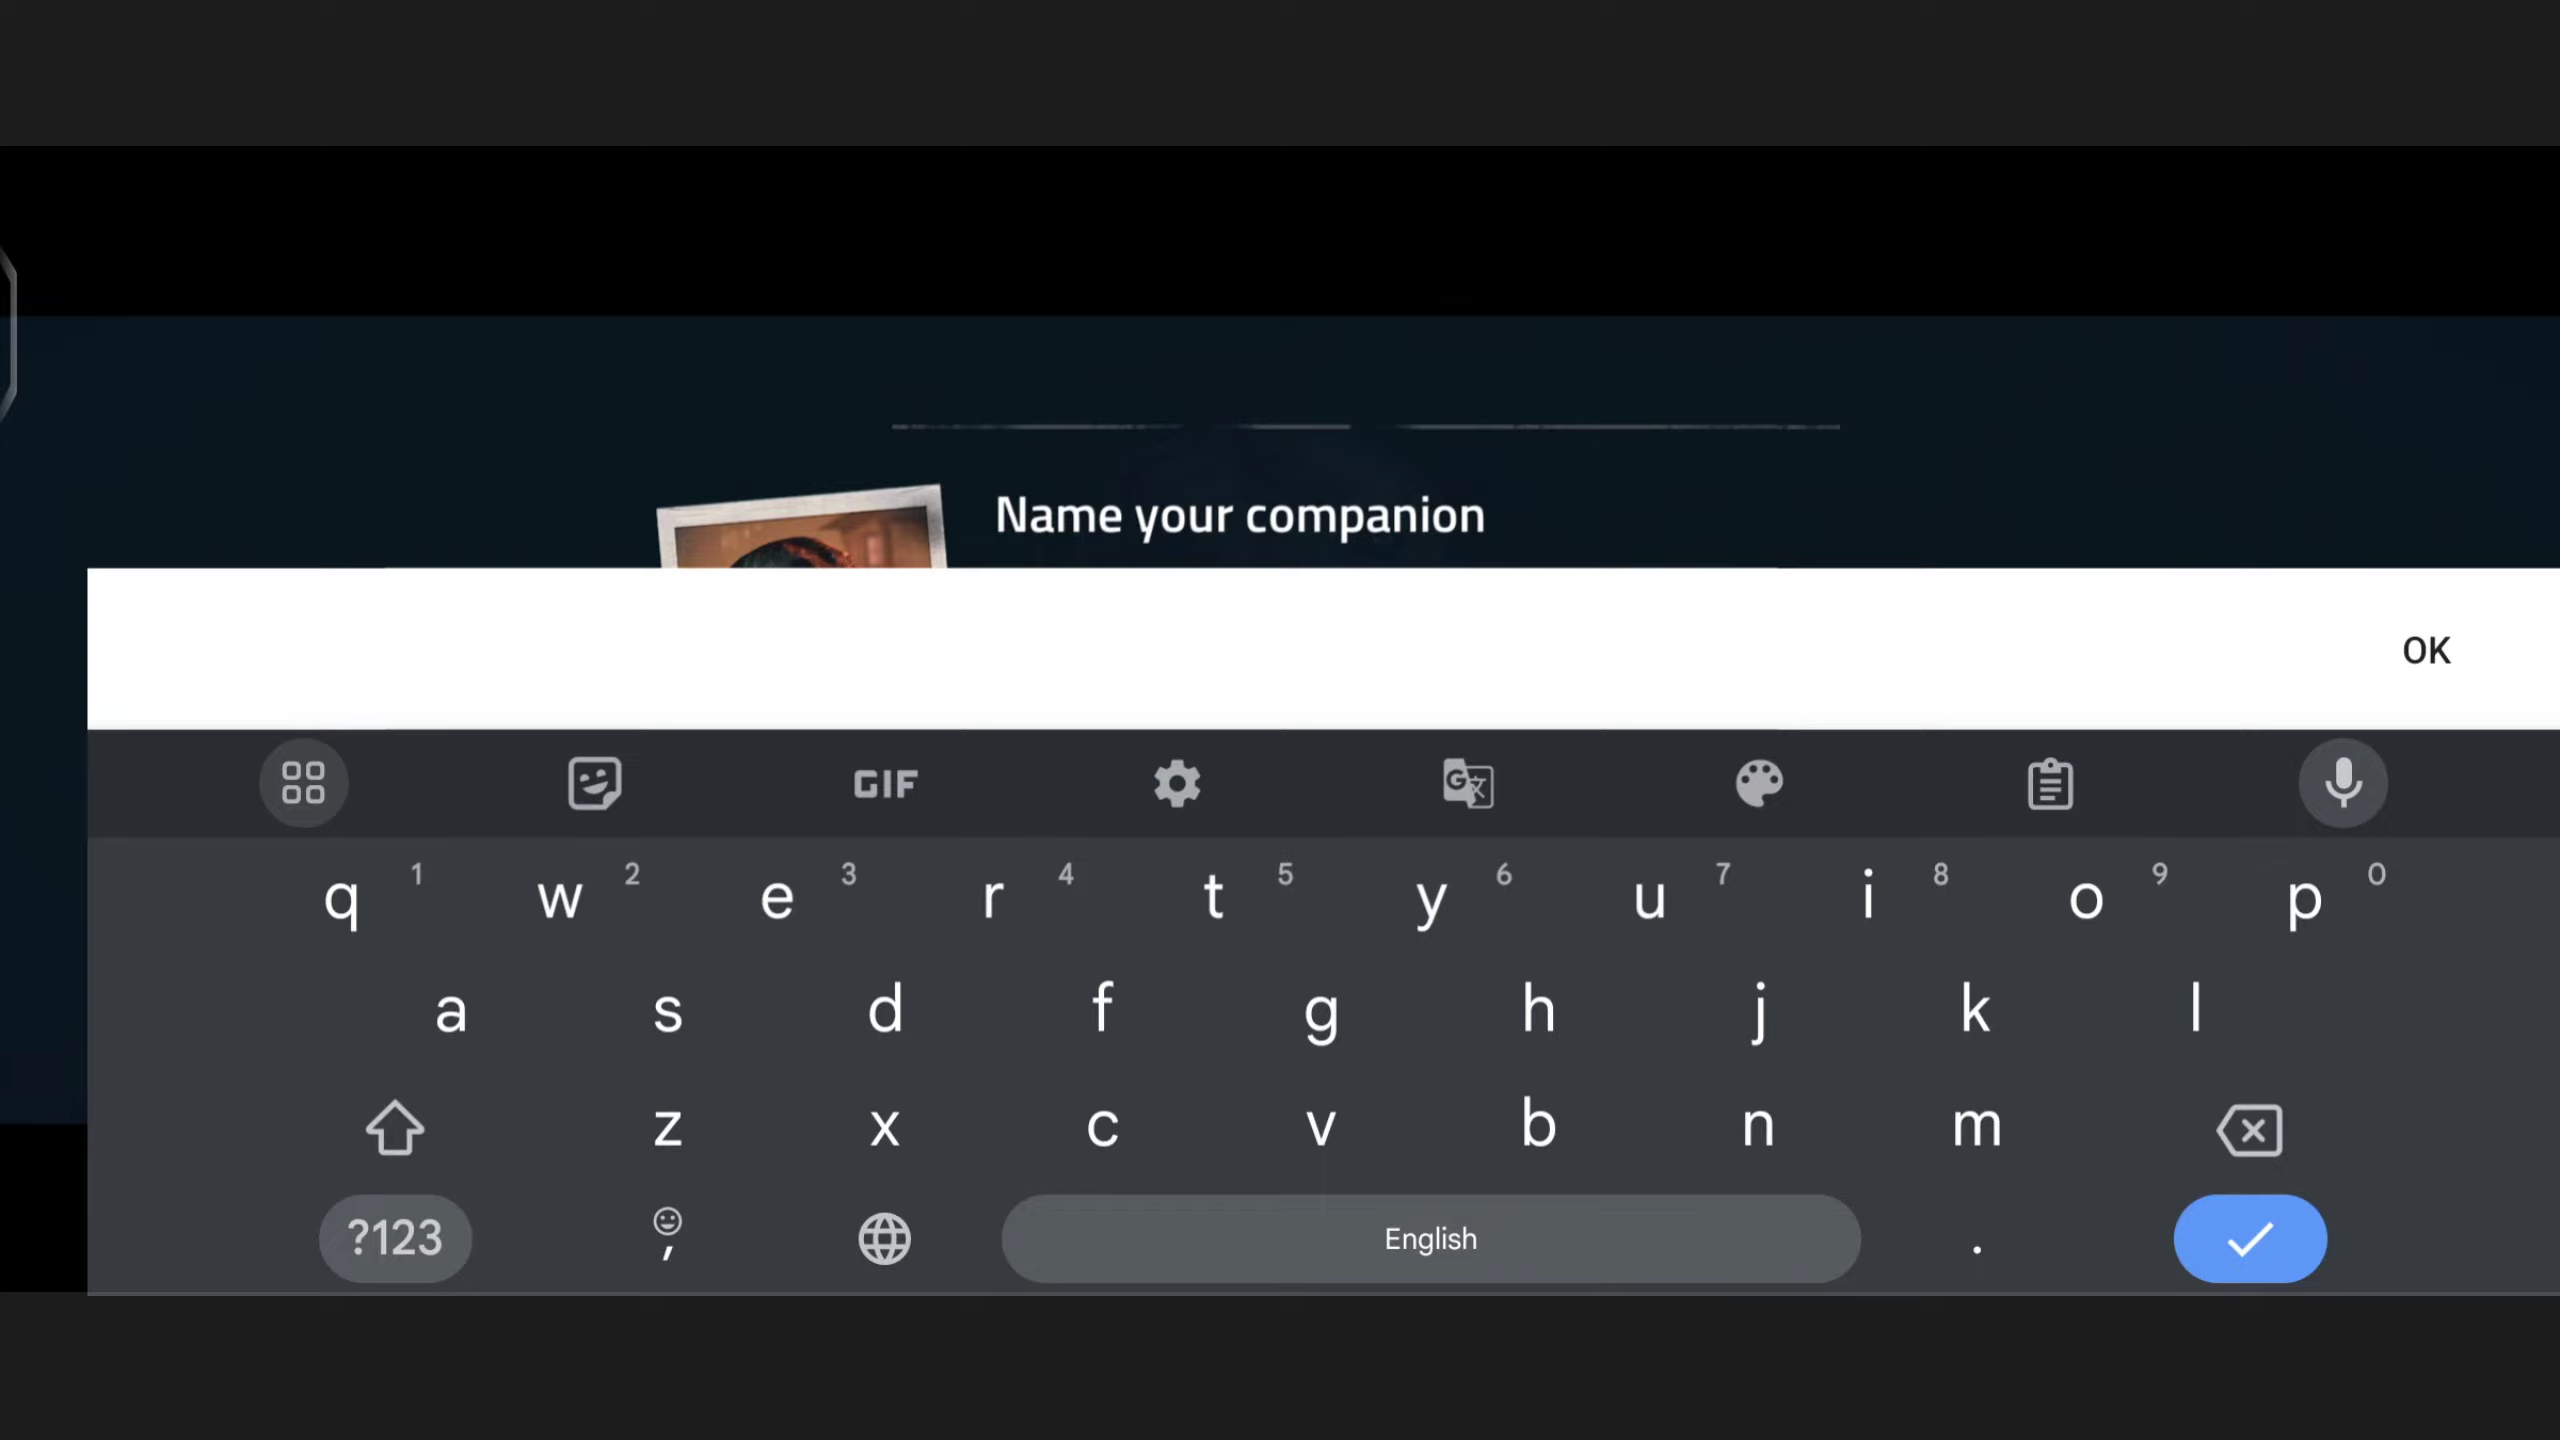 Name your companion
OK
GIF
q 1 w 2 e 3 r 4 t 5 y 6 u 7 i 8 o 9 p 0
a s d f g h j k l
z x c v b n m
?123 , English .